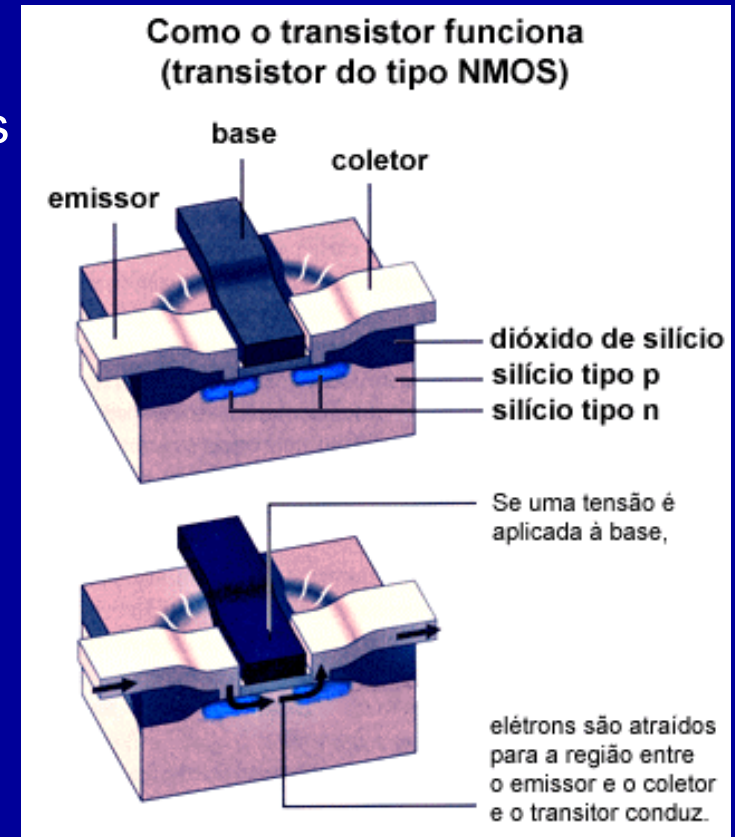 Como o transistor funciona
(transistor do tipo NMOS)
s
base
coletor
emissor
dióxido de silício
silício tipo p
silício tipo n
Se uma tensão é
aplicada à base,
elétrons são atraídos
para a região entre
o emissor e o coletor
e o transitor conduz.